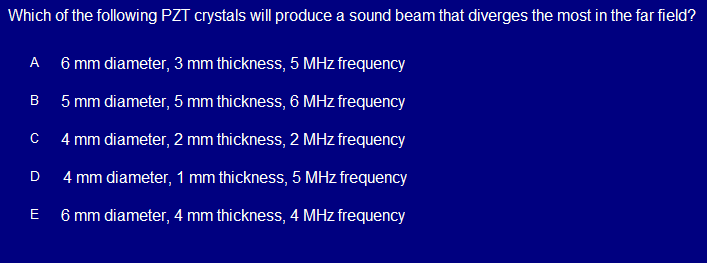 Which of the following PZT crystals will produce a sound beam that diverges the most in the far field?
A 6 mm diameter, 3 mm thickness, 5 MHz frequency
B 5 mm diameter, 5 mm thickness, 6 MHz frequency
C 4 mm diameter, 2 mm thickness, 2 MHz frequency
D 4 mm diameter, 1 mm thickness, 5 MHz frequency
E 6 mm diameter, 4 mm thickness, 4 MHz frequency